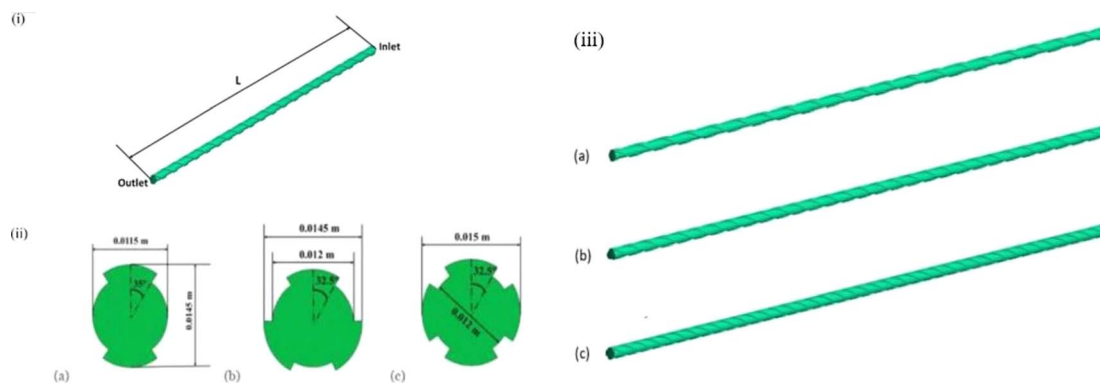 (i)
Inlet
L
Outlet
(ii)
0.0115 m
35°
0.0145 m
(a)
0.0145 m
0.012 m
32.5°
(b)
0.015 m
32.5°
0.012 m
(c)
(iii)
(a)
(b)
(c)